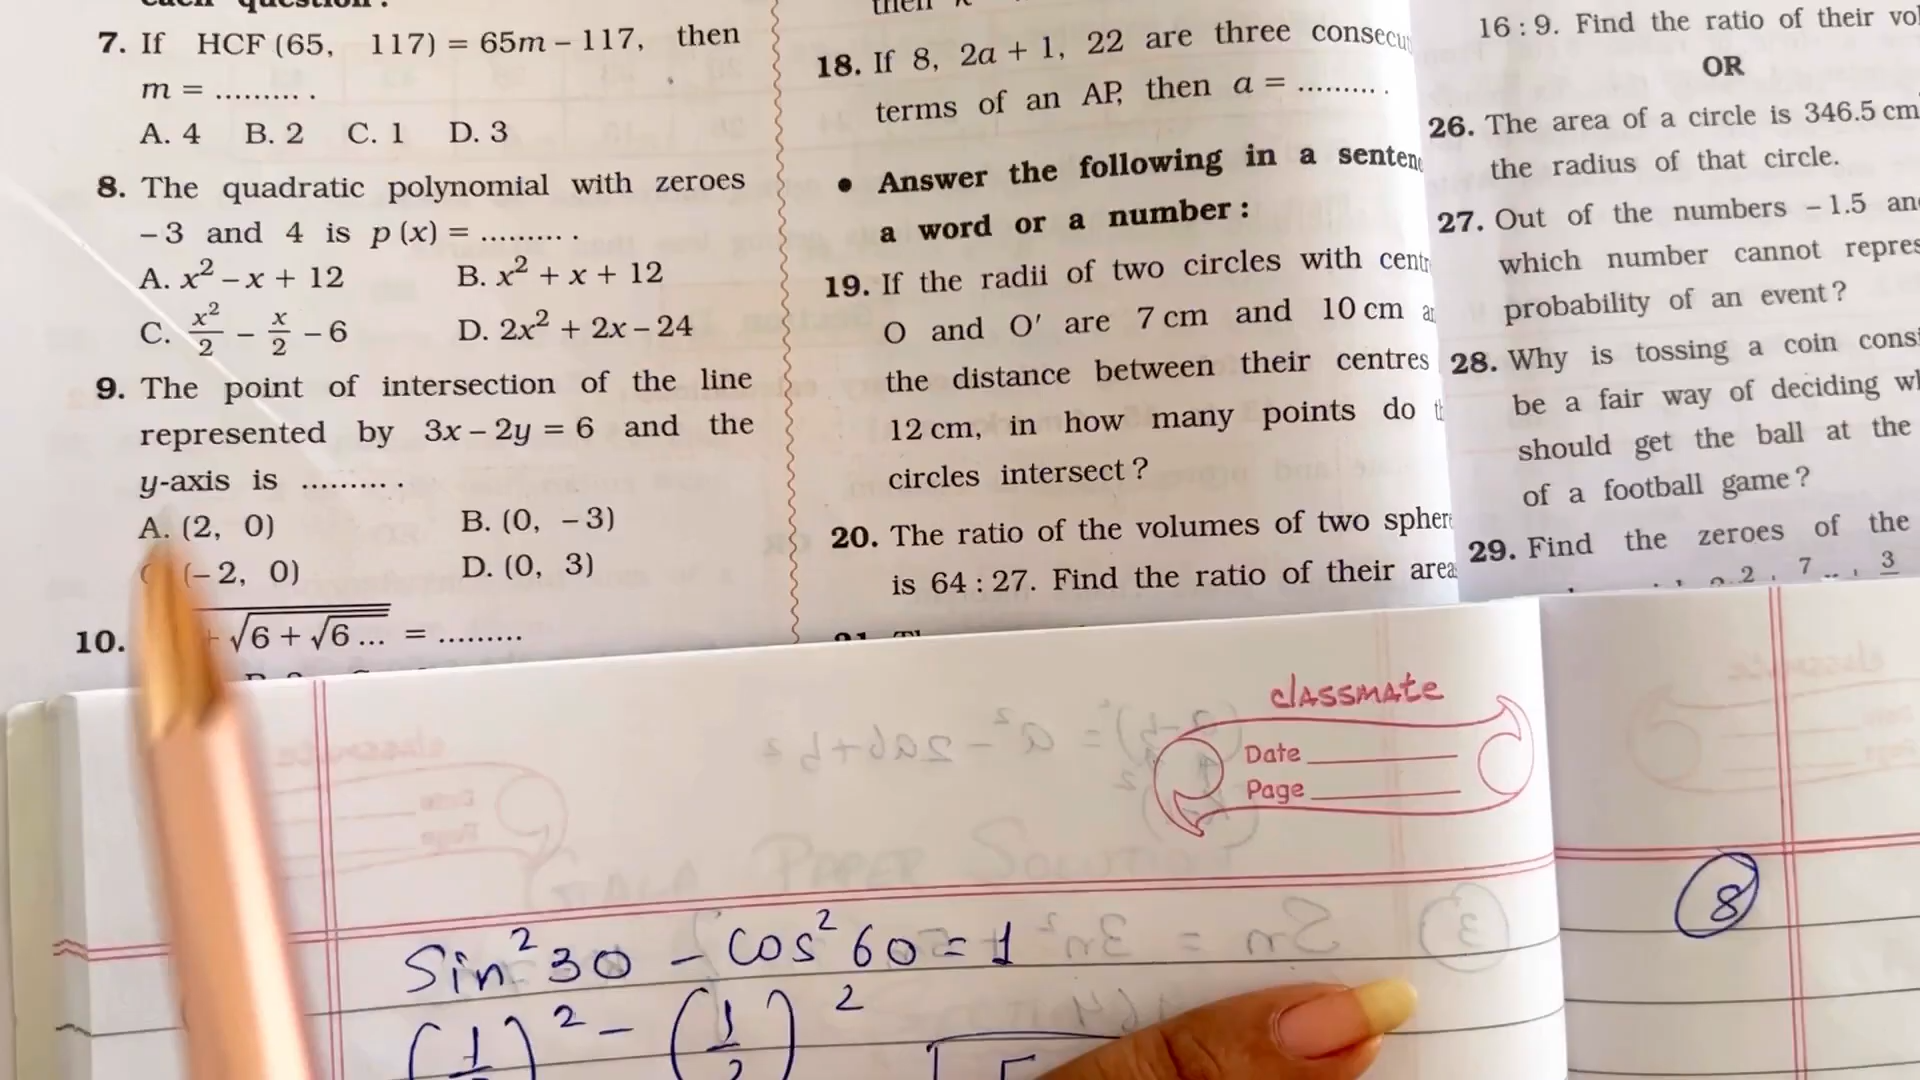 each question:
7. If HCF (65, 117) = 65m – 117, then
m = ......... .
A. 4 B. 2 C. 1 D. 3
8. The quadratic polynomial with zeroes
– 3 and 4 is p (x) = ......... .
A. x² – x + 12 B. x² + x + 12
C. x²/2 – x/2 – 6 D. 2x² + 2x – 24
9. The point of intersection of the line
represented by 3x – 2y = 6 and the
y-axis is ......... .
A. (2, 0) B. (0, – 3)
(– 2, 0) D. (0, 3)
10. √6 + √6 ... = .........
then
18. If 8, 2a + 1, 22 are three consecu
terms of an AP, then a = ......... .
• Answer the following in a senten
a word or a number :
19. If the radii of two circles with cent
O and O′ are 7 cm and 10 cm
the distance between their centres
12 cm, in how many points do
circles intersect ?
20. The ratio of the volumes of two spher
is 64 : 27. Find the ratio of their area
16 : 9. Find the ratio of their vo
OR
26. The area of a circle is 346.5 cm
the radius of that circle.
27. Out of the numbers – 1.5 an
which number cannot repres
probability of an event ?
28. Why is tossing a coin cons
be a fair way of deciding w
should get the ball at the
of a football game ?
29. Find the zeroes of the
classmate
Date
Page
Sin² 30 – Cos² 60 = 1
8